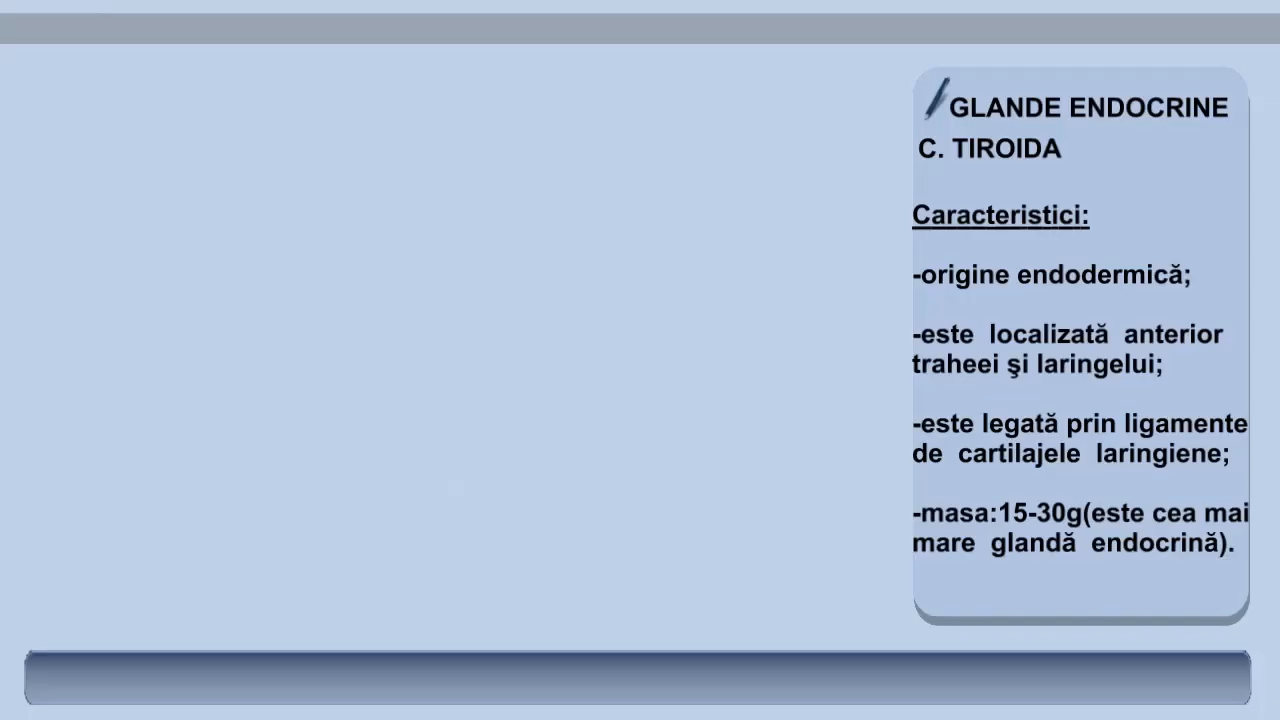 GLANDE ENDOCRINE
C. TIROIDA
Caracteristici:
-origine endodermică;
-este localizată anterior
traheei şi laringelui;
-este legată prin ligamente
de cartilajele laringiene;
-masa:15-30g(este cea mai
mare glandă endocrină).